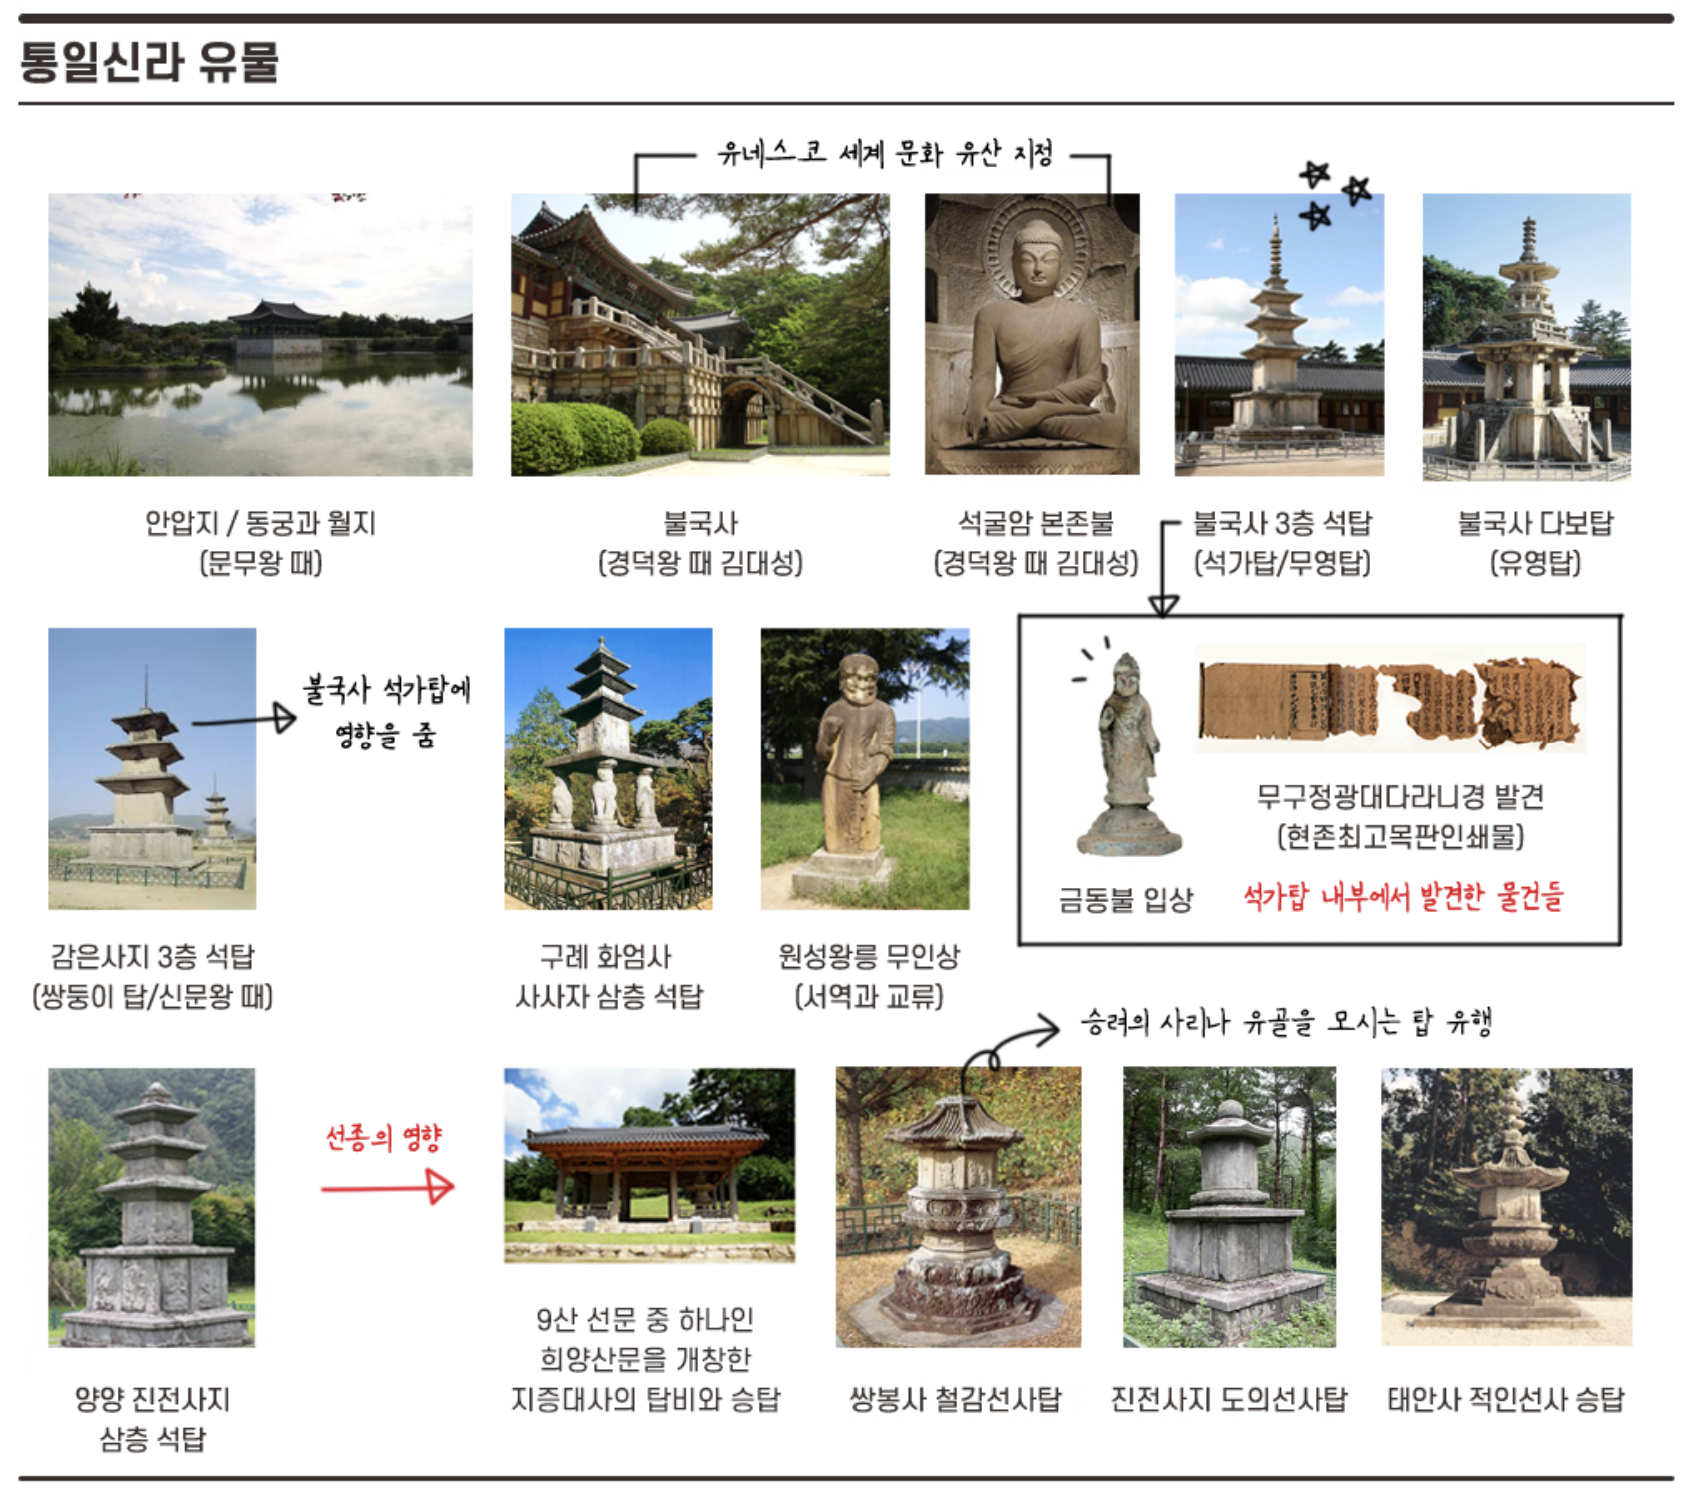 통일신라 유물
유네스코 세계 문화 유산 지정
안압지 / 동궁과 월지
(문무왕 때)
불국사
(경덕왕 때 김대성)
석굴암 본존불
(경덕왕 때 김대성)
불국사 3층 석탑
(석가탑/무영탑)
불국사 다보탑
(유영탑)
불국사 석가탑에
영향을 줌
감은사지 3층 석탑
(쌍둥이 탑/신문왕 때)
구례 화엄사
사사자 삼층 석탑
원성왕릉 무인상
(서역과 교류)
금동불 입상
무구정광대다라니경 발견
(현존최고목판인쇄물)
석가탑 내부에서 발견한 물건들
승려의 사리나 유골을 모시는 탑 유행
양양 진전사지
삼층 석탑
선종의 영향
9산 선문 중 하나인
희양산문을 개창한
지증대사의 탑비와 승탑
쌍봉사 철감선사탑
진전사지 도의선사탑
태안사 적인선사 승탑